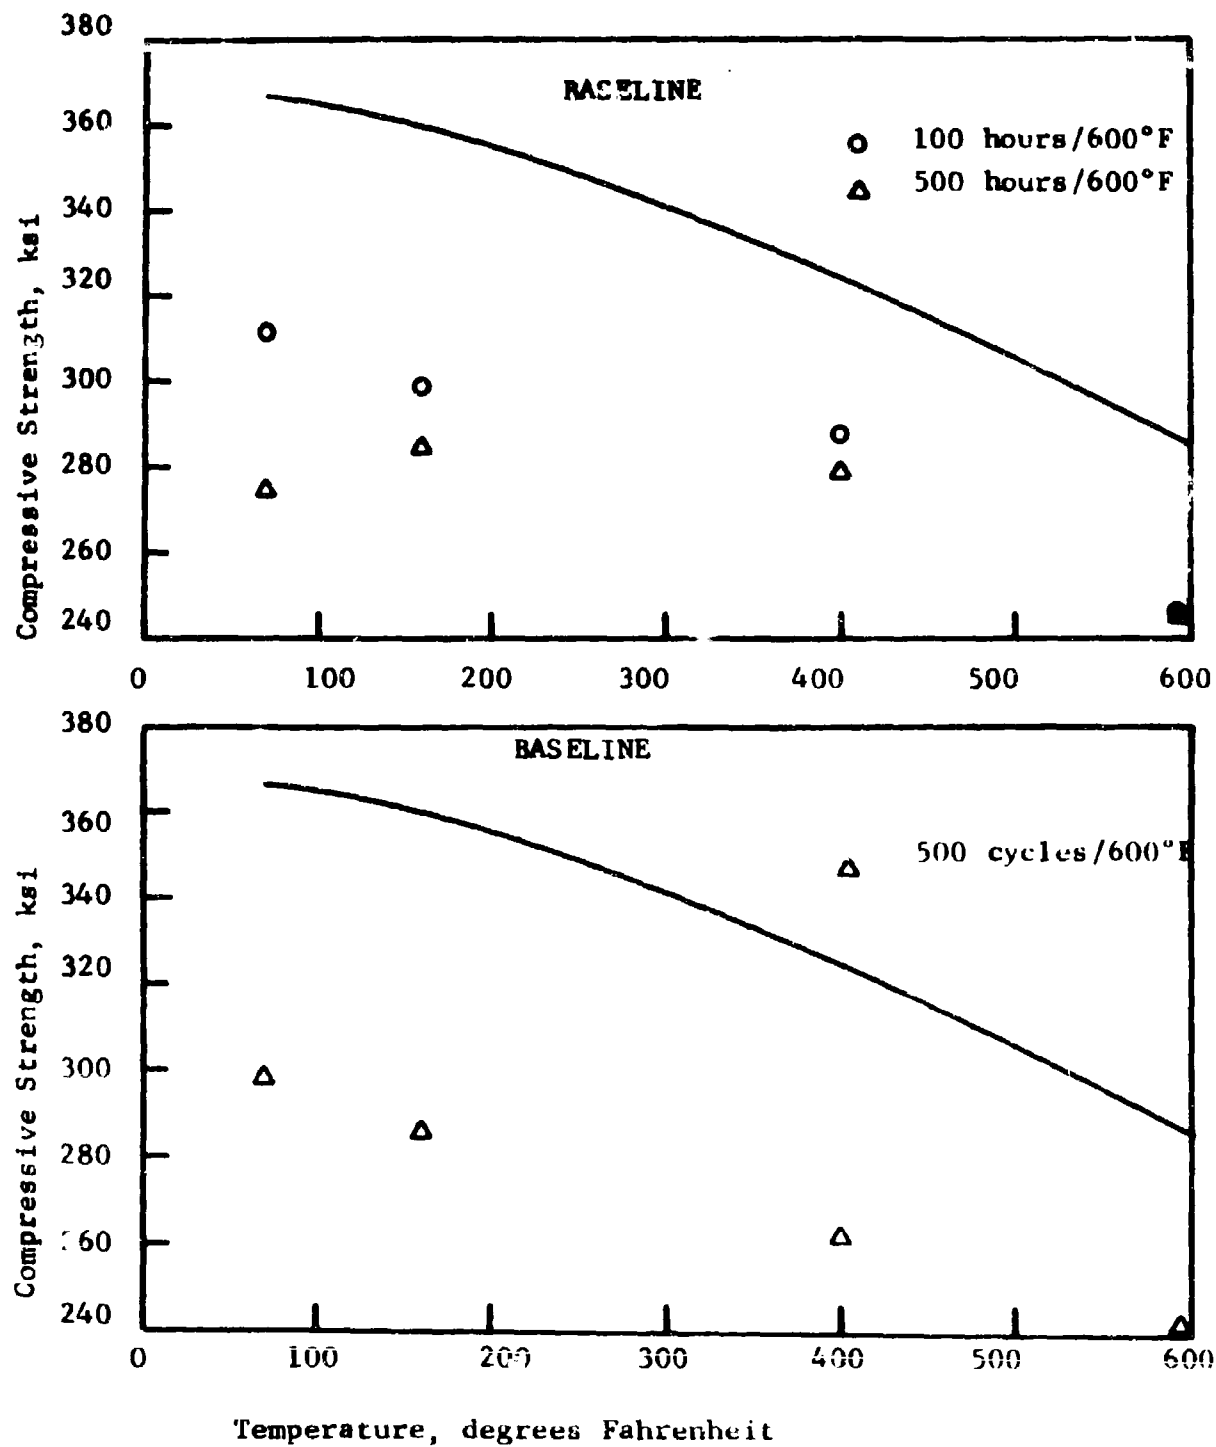 380
BASELINE
360
100 hours/600°F
500 hours/600°F
340
320
300
280
260
240
Compressive Strength, ksi
0 100 200 300 400 500 600
380
BASELINE
360
500 cycles/600°F
340
320
300
280
260
240
Compressive Strength, ksi
0 100 200 300 400 500 600
Temperature, degrees Fahrenheit